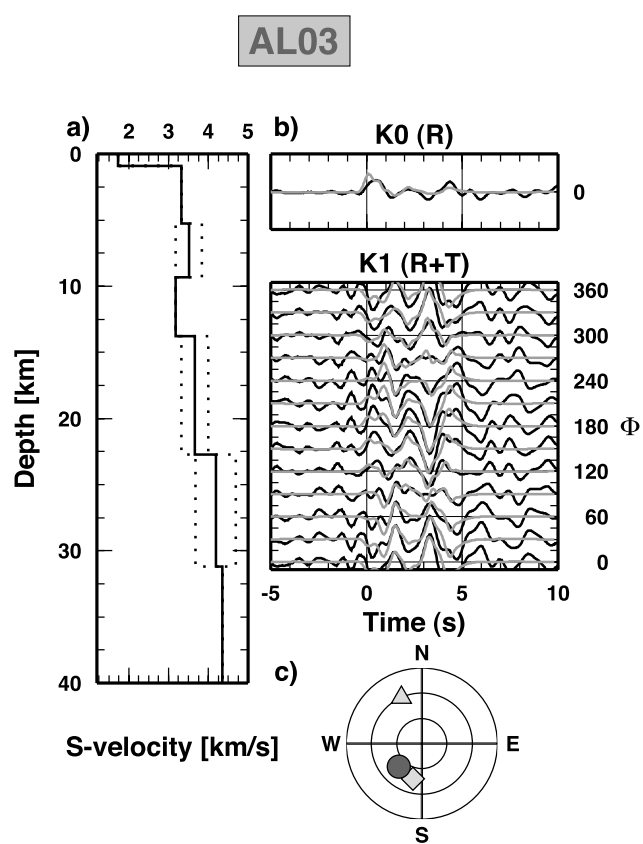 AL03
a) 2 3 4 5
b) K0 (R)
0
10
20
30
40
Depth [km]
S-velocity [km/s]
0
K1 (R+T)
360
300
240
180 Φ
120
60
0
-5 0 5 10
Time (s)
c)
N
W E
S